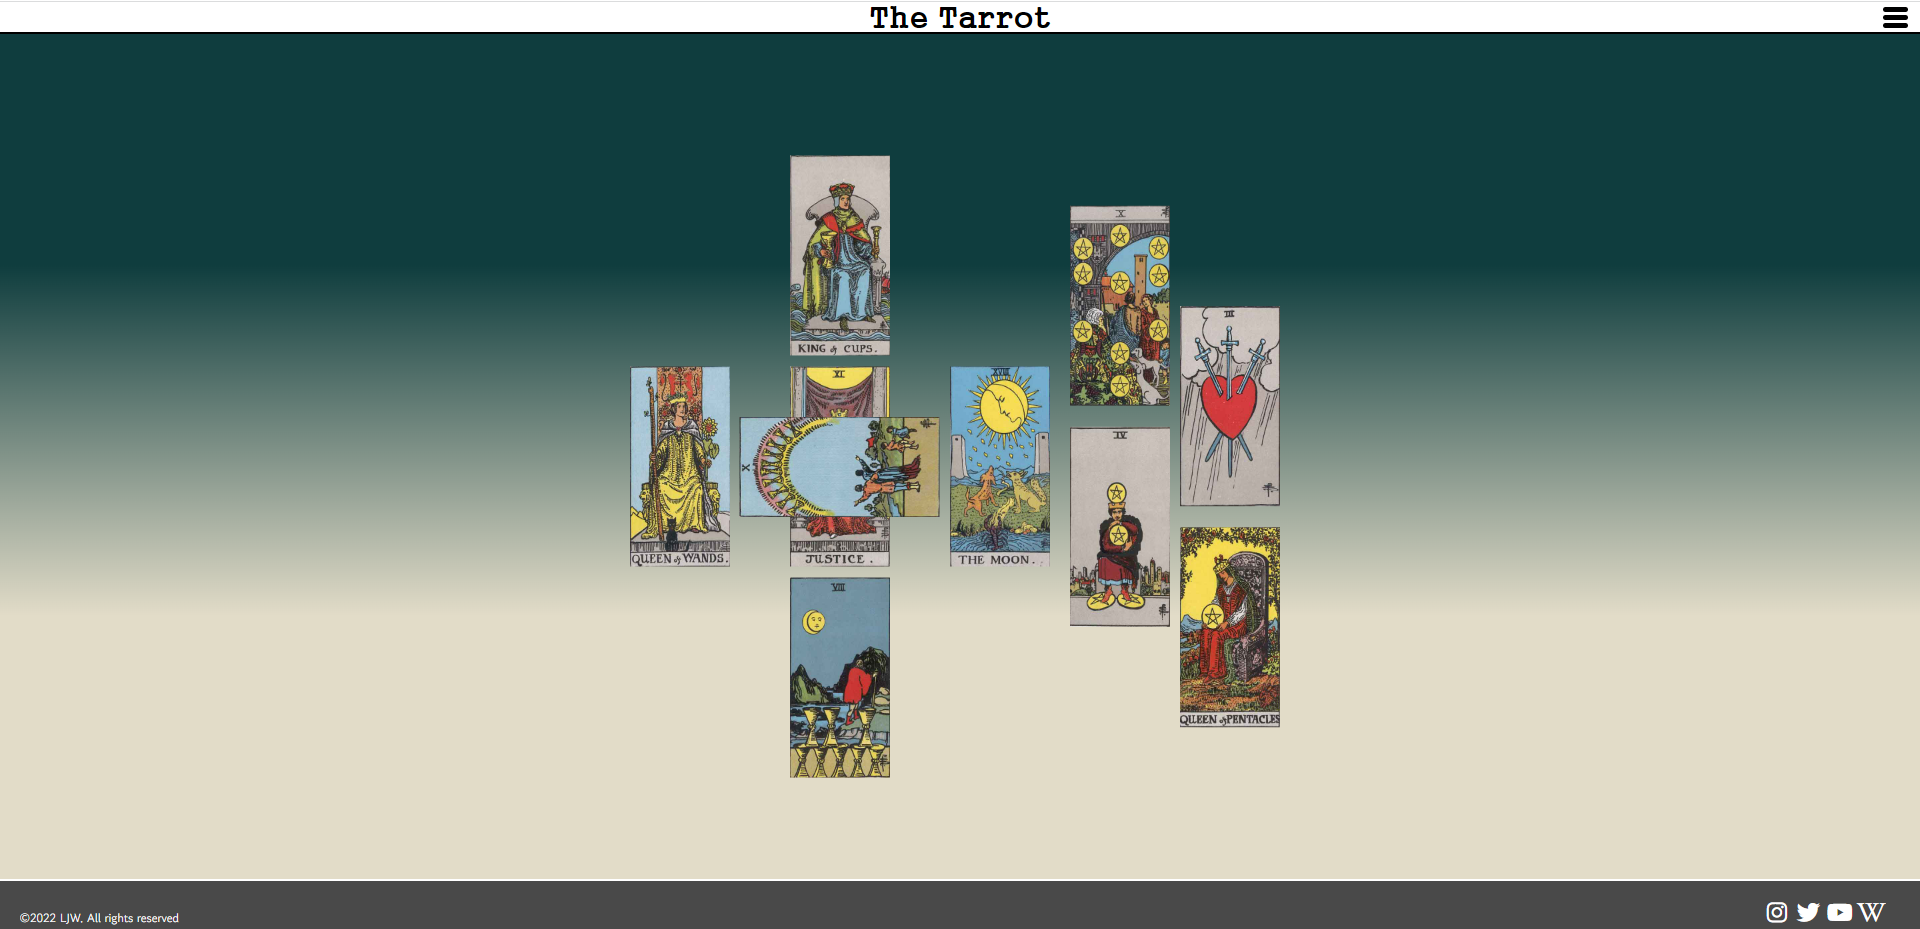 The Tarrot
KING of CUPS.
X
III
XI
XVIII
IV
X
QUEEN of WANDS.
JUSTICE .
THE MOON.
VIII
QUEEN of PENTACLES
©2022 LJW. All rights reserved
W